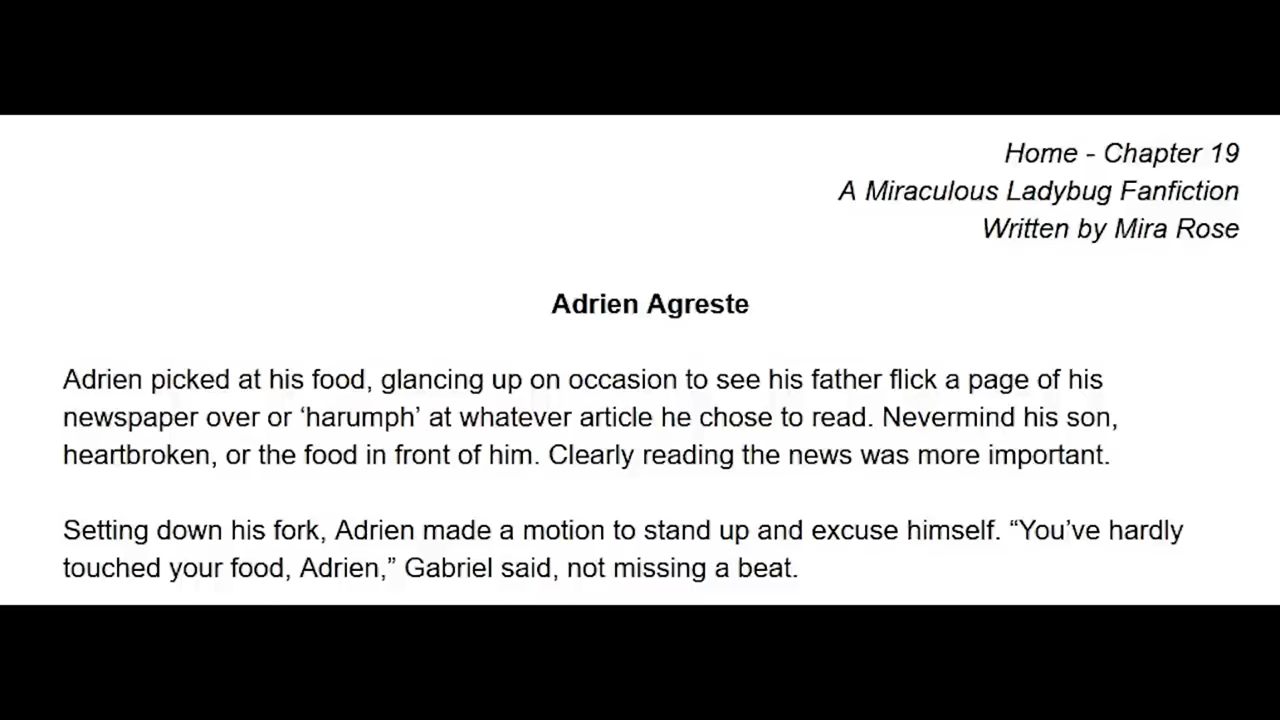 Home - Chapter 19
A Miraculous Ladybug Fanfiction
Written by Mira Rose
Adrien Agreste
Adrien picked at his food, glancing up on occasion to see his father flick a page of his
newspaper over or ‘harumph’ at whatever article he chose to read. Nevermind his son,
heartbroken, or the food in front of him. Clearly reading the news was more important.
Setting down his fork, Adrien made a motion to stand up and excuse himself. “You’ve hardly
touched your food, Adrien,” Gabriel said, not missing a beat.